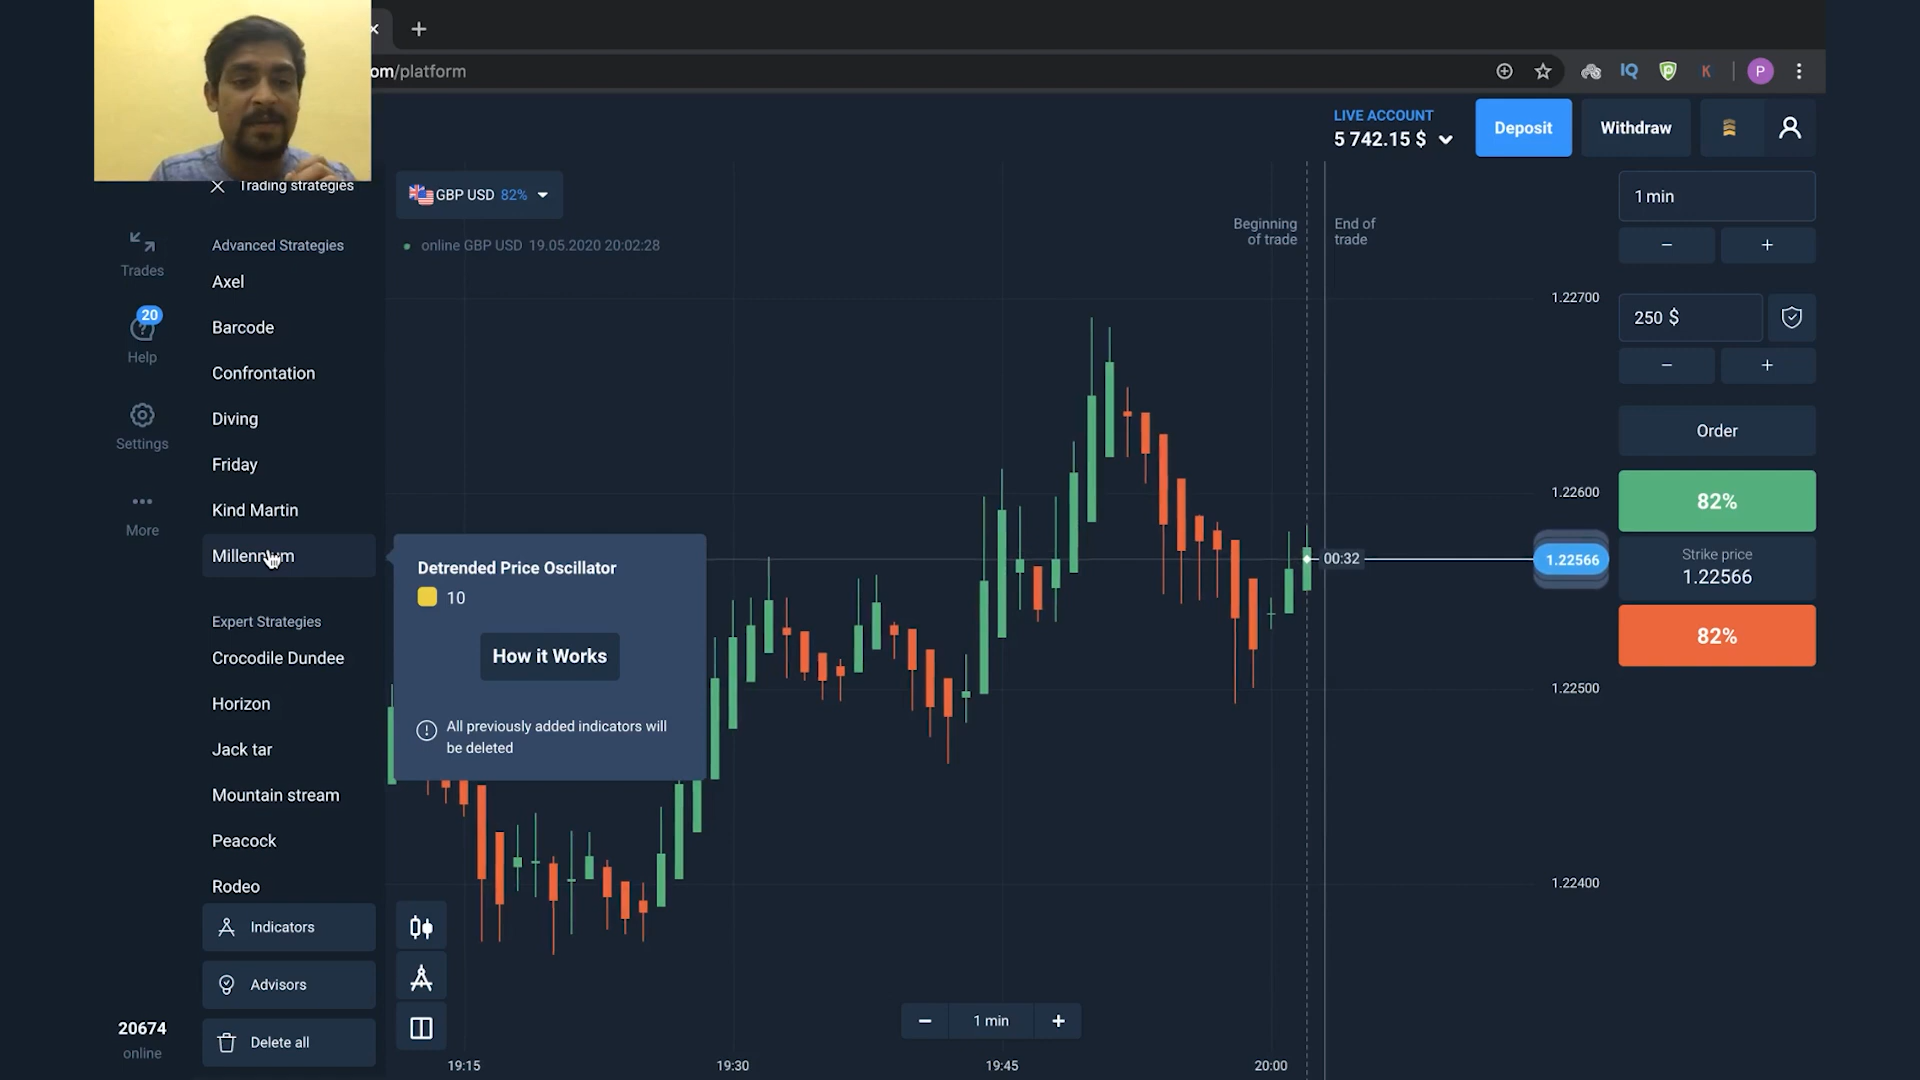 om/platform
IQ
K
P
LIVE ACCOUNT
5 742.15 $
Deposit
Withdraw
Trading strategies
GBP USD 82%
online GBP USD 19.05.2020 20:02:28
Beginning
of trade
End of
trade
1 min
−
+
250 $
−
+
Order
82%
Strike price
1.22566
82%
Trades
20
Help
Settings
More
Advanced Strategies
Axel
Barcode
Confrontation
Diving
Friday
Kind Martin
Millennium
Expert Strategies
Crocodile Dundee
Horizon
Jack tar
Mountain stream
Peacock
Rodeo
Indicators
Advisors
Delete all
20674
online
Detrended Price Oscillator
10
How it Works
All previously added indicators will
be deleted
00:32
1.22700
1.22600
1.22566
1.22500
1.22400
−
1 min
+
19:15
19:30
19:45
20:00